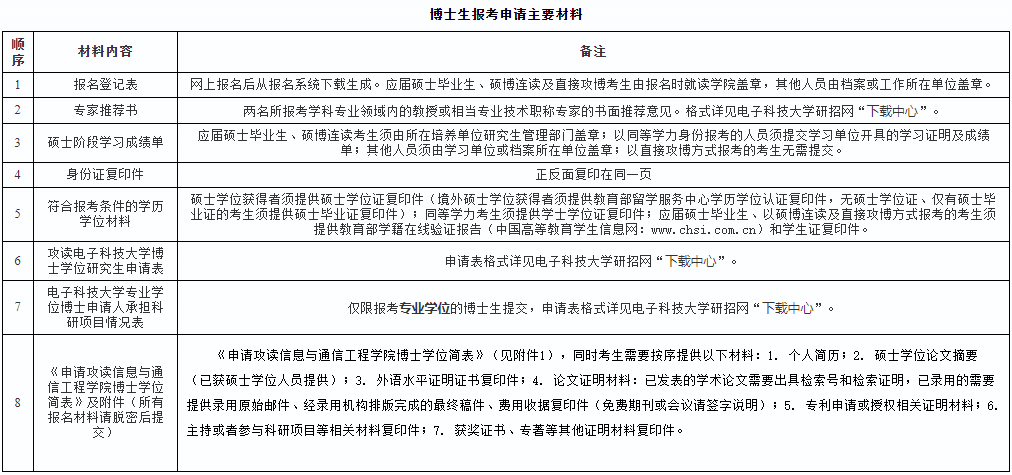 博士生报考申请主要材料
顺
序
材料内容
备注
1
报名登记表
网上报名后从报名系统下载生成。应届硕士毕业生、硕博连读及直接攻博考生由报名时就读学院盖章，其他人员由档案或工作所在单位盖章。
2
专家推荐书
两名所报考学科专业领域内的教授或相当专业技术职称专家的书面推荐意见。格式详见电子科技大学研招网“下载中心”。
3
硕士阶段学习成绩单
应届硕士毕业生、硕博连读考生须由所在培养单位研究生管理部门盖章；以同等学力身份报考的人员须提交学习单位开具的学习证明及成绩
单；其他人员须由学习单位或档案所在单位盖章；以直接攻博方式报考的考生无需提交。
4
身份证复印件
正反面复印在同一页
5
符合报考条件的学历
学位材料
硕士学位获得者须提供硕士学位证复印件（境外硕士学位获得者须提供教育部留学服务中心学历学位认证复印件，无硕士学位证、仅有硕士毕
业证的考生须提供硕士毕业证复印件）；同等学力考生须提供学士学位证复印件；应届硕士毕业生、以硕博连读及直接攻博方式报考的考生须
提供教育部学籍在线验证报告（中国高等教育学生信息网：www.chsi.com.cn）和学生证复印件。
6
攻读电子科技大学博
士学位研究生申请表
申请表格式详见电子科技大学研招网“下载中心”。
7
电子科技大学专业学
位博士申请人承担科
研项目情况表
仅限报考专业学位的博士生提交，申请表格式详见电子科技大学研招网“下载中心”。
8
《申请攻读信息与通
信工程学院博士学位
简表》及附件（所有
报名材料请脱密后提
交）
《申请攻读信息与通信工程学院博士学位简表》（见附件1），同时考生需要按序提供以下材料：1. 个人简历；2. 硕士学位论文摘要
（已获硕士学位人员提供）；3. 外语水平证明证书复印件；4. 论文证明材料：已发表的学术论文需要出具检索号和检索证明，已录用的需要
提供录用原始邮件、经录用机构排版完成的最终稿件、费用收据复印件（免费期刊或会议请签字说明）；5. 专利申请或授权相关证明材料；6.
主持或者参与科研项目等相关材料复印件；7. 获奖证书、专著等其他证明材料复印件。